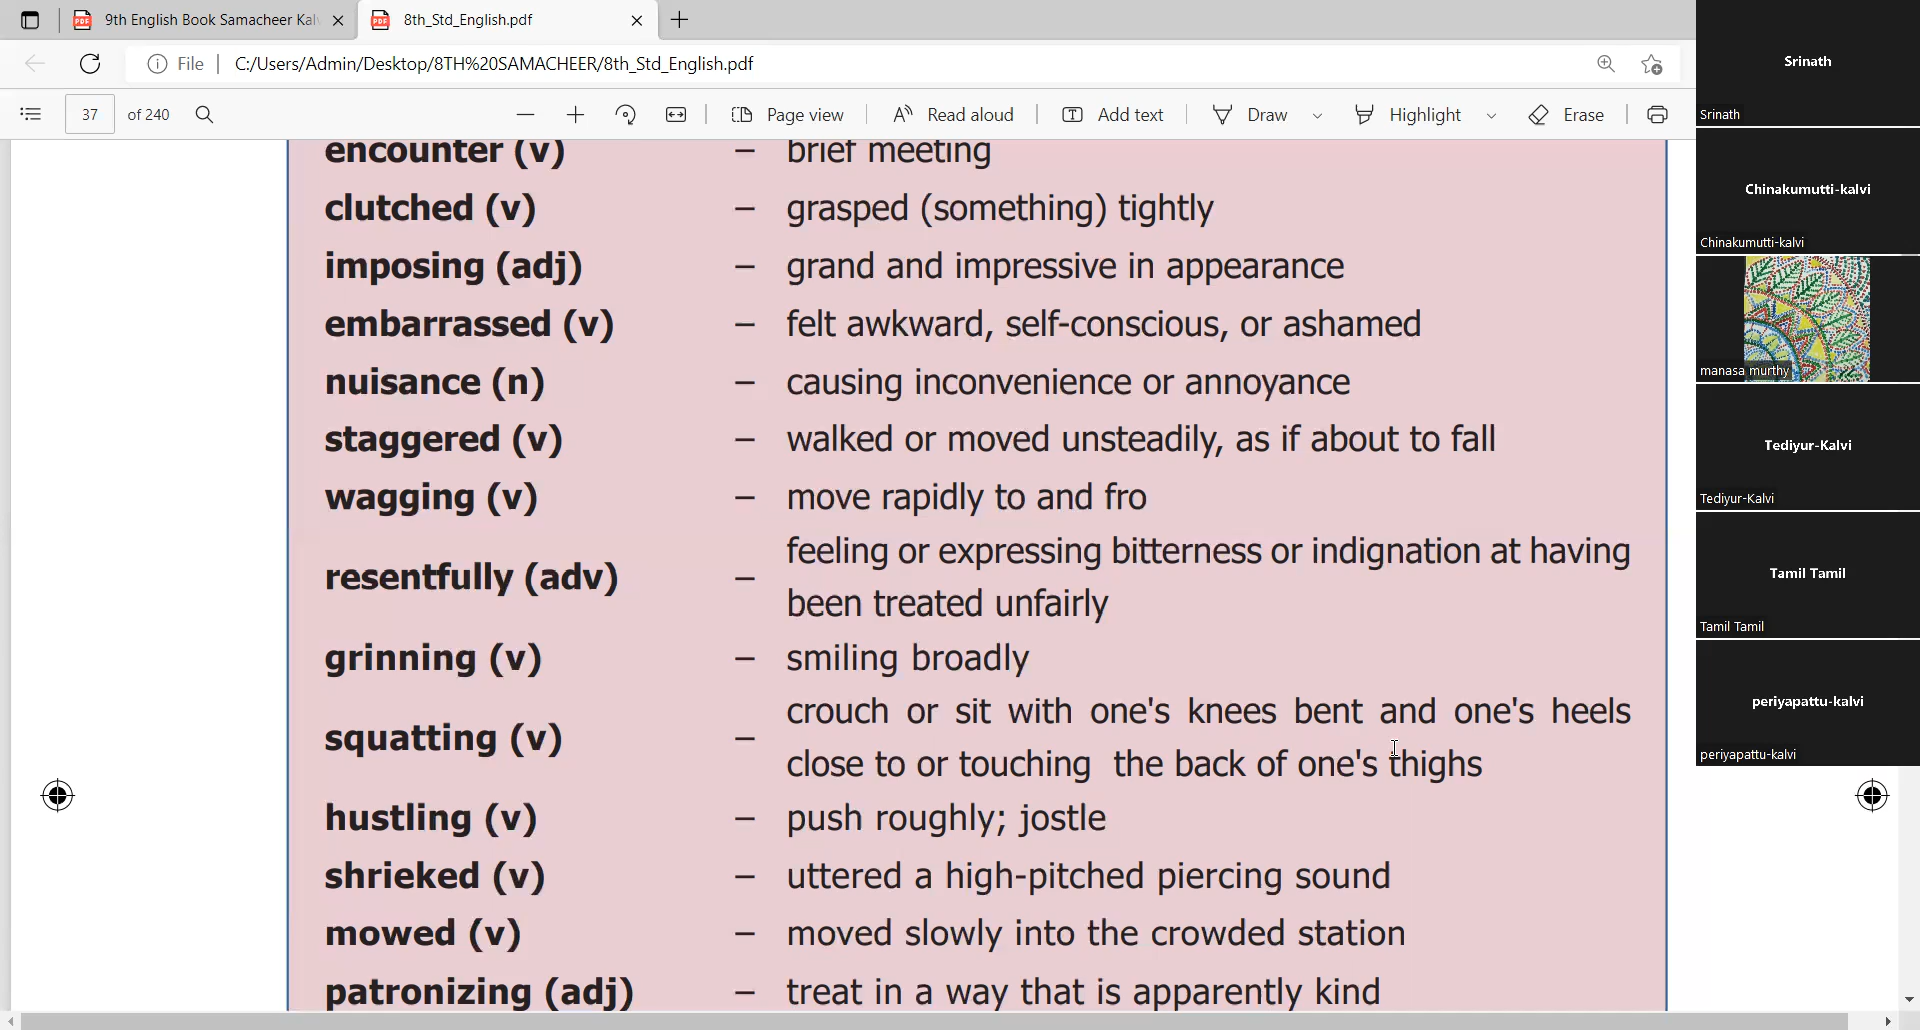 9th English Book Samacheer Kal
8th_Std_English.pdf
File
C:/Users/Admin/Desktop/8TH%20SAMACHEER/8th_Std_English.pdf
37 of 240
Page view
Read aloud
Add text
Draw
Highlight
Erase
encounter (v) – brief meeting
clutched (v) – grasped (something) tightly
imposing (adj) – grand and impressive in appearance
embarrassed (v) – felt awkward, self-conscious, or ashamed
nuisance (n) – causing inconvenience or annoyance
staggered (v) – walked or moved unsteadily, as if about to fall
wagging (v) – move rapidly to and fro
resentfully (adv) – feeling or expressing bitterness or indignation at having
been treated unfairly
grinning (v) – smiling broadly
squatting (v) – crouch or sit with one's knees bent and one's heels
close to or touching the back of one's thighs
hustling (v) – push roughly; jostle
shrieked (v) – uttered a high-pitched piercing sound
mowed (v) – moved slowly into the crowded station
patronizing (adj) – treat in a way that is apparently kind
Srinath
Srinath
Chinakumutti-kalvi
Chinakumutti-kalvi
manasa murthy
Tediyur-Kalvi
Tediyur-Kalvi
Tamil Tamil
Tamil Tamil
periyapattu-kalvi
periyapattu-kalvi